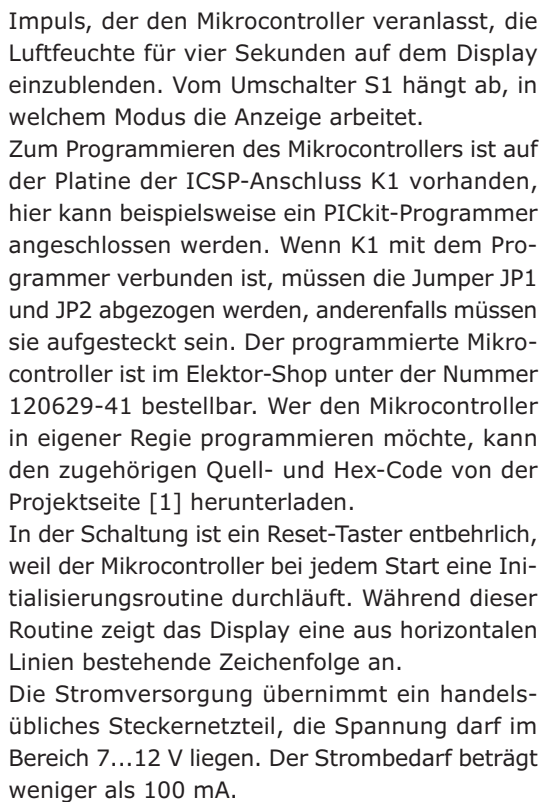 Impuls, der den Mikrocontroller veranlasst, die
Luftfeuchte für vier Sekunden auf dem Display
einzublenden. Vom Umschalter S1 hängt ab, in
welchem Modus die Anzeige arbeitet.
Zum Programmieren des Mikrocontrollers ist auf
der Platine der ICSP-Anschluss K1 vorhanden,
hier kann beispielsweise ein PICkit-Programmer
angeschlossen werden. Wenn K1 mit dem Pro-
grammer verbunden ist, müssen die Jumper JP1
und JP2 abgezogen werden, anderenfalls müssen
sie aufgesteckt sein. Der programmierte Mikro-
controller ist im Elektor-Shop unter der Nummer
120629-41 bestellbar. Wer den Mikrocontroller
in eigener Regie programmieren möchte, kann
den zugehörigen Quell- und Hex-Code von der
Projektseite [1] herunterladen.
In der Schaltung ist ein Reset-Taster entbehrlich,
weil der Mikrocontroller bei jedem Start eine Ini-
tialisierungsroutine durchläuft. Während dieser
Routine zeigt das Display eine aus horizontalen
Linien bestehende Zeichenfolge an.
Die Stromversorgung übernimmt ein handels-
übliches Steckernetzteil, die Spannung darf im
Bereich 7...12 V liegen. Der Strombedarf beträgt
weniger als 100 mA.